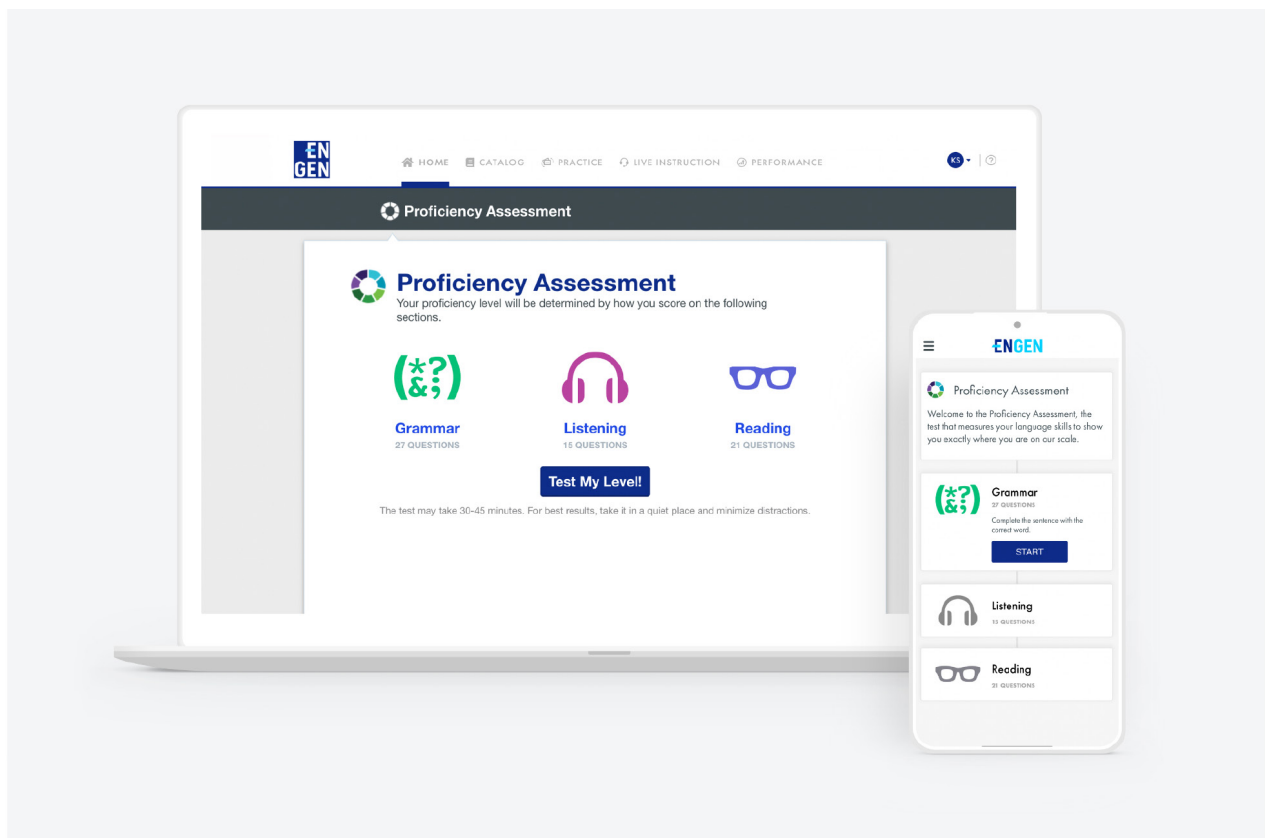 EN
GEN
HOME CATALOG PRACTICE LIVE INSTRUCTION PERFORMANCE
KS
?
Proficiency Assessment
Proficiency Assessment
Your proficiency level will be determined by how you score on the following
sections.
(*?
&;)
Grammar
27 QUESTIONS
Listening
15 QUESTIONS
Reading
21 QUESTIONS
Test My Level!
The test may take 30-45 minutes. For best results, take it in a quiet place and minimize distractions.
ENGEN
Proficiency Assessment
Welcome to the Proficiency Assessment, the
test that measures your language skills to show
you exactly where you are on our scale.
(*?
&;)
Grammar
27 QUESTIONS
Complete the sentence with the
correct word.
START
Listening
15 QUESTIONS
Reading
21 QUESTIONS